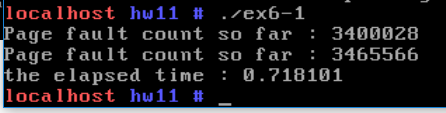 localhost hw11 # ./ex6-1
Page fault count so far : 3400028
Page fault count so far : 3465566
the elapsed time : 0.718101
localhost hw11 # _